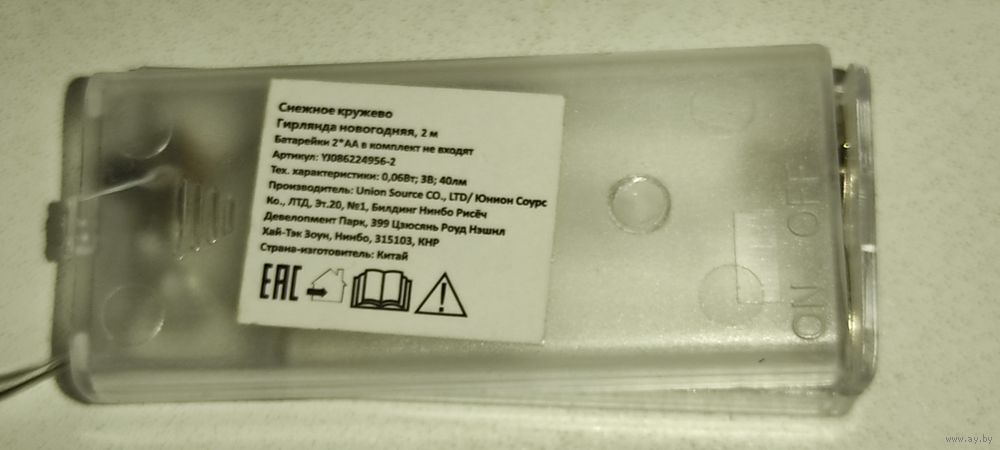 Снежное кружево
Гирлянда новогодняя, 2 м
Батарейки 2*АА в комплект не входят
Артикул: YJ086224956-2
Тех. характеристики: 0,06Вт; 3В; 40лм
Производитель: Union Source CO., LTD/ Юнион Соурс
Ко., ЛТД, Эт.20, №1, Билдинг Нинбо Рисёч
Девелопмент Парк, 399 Цзюсянь Роуд Нэшнл
Хай-Тэк Зоун, Нинбо, 315103, КНР
Страна-изготовитель: Китай
EAC
OFF
ON
www.ay.by